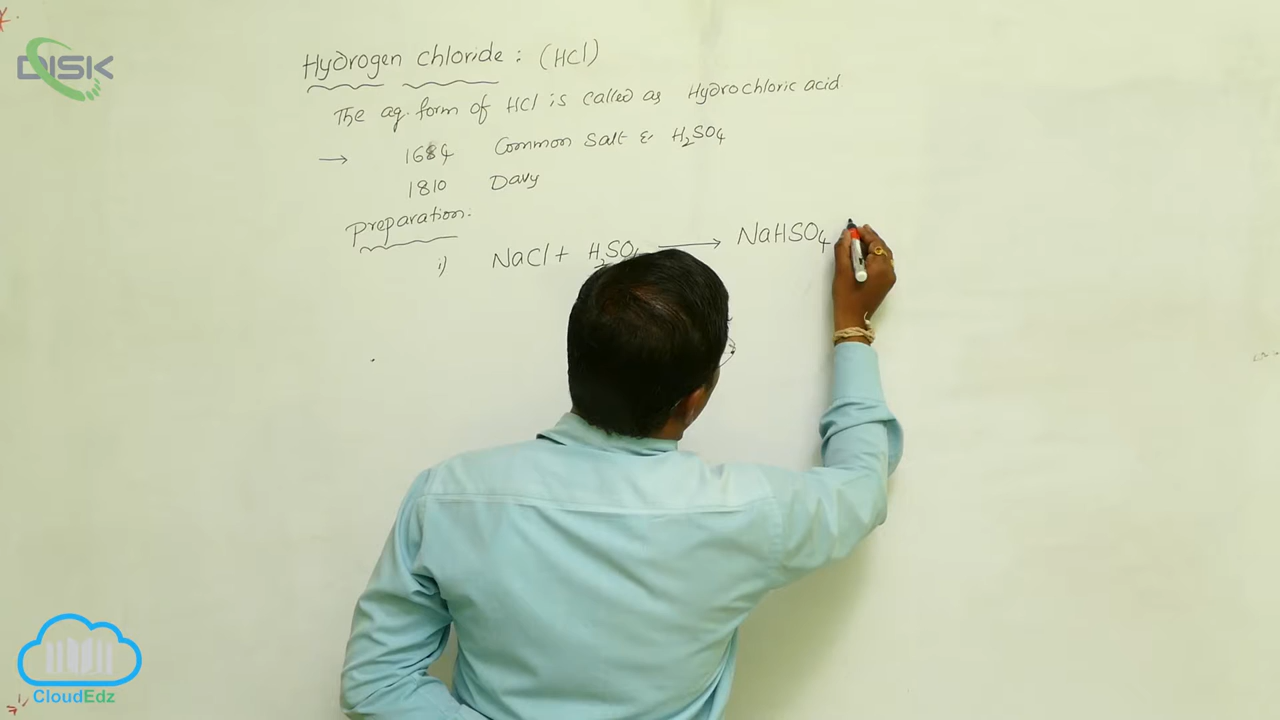 DISK
Hydrogen chloride : (HCl)
The aq. form of HCl is called as Hydrochloric acid
→ 1684 Common Salt & H2SO4
1810 Davy
Preparation:
i) NaCl + H2SO4 → NaHSO4
CloudEdz